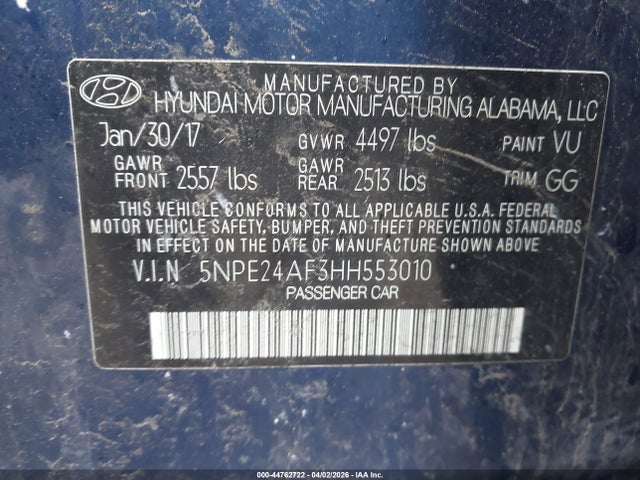 MANUFACTURED BY
HYUNDAI MOTOR MANUFACTURING ALABAMA, LLC
Jan/30/17 GVWR 4497 lbs PAINT VU
GAWR FRONT 2557 lbs GAWR REAR 2513 lbs TRIM GG
THIS VEHICLE CONFORMS TO ALL APPLICABLE U.S.A. FEDERAL
MOTOR VEHICLE SAFETY, BUMPER, AND THEFT PREVENTION STANDARDS
IN EFFECT ON THE DATE OF MANUFACTURE SHOWN ABOVE.
V.I.N 5NPE24AF3HH553010
PASSENGER CAR
000-44762722 - 04/02/2026 - IAA Inc.